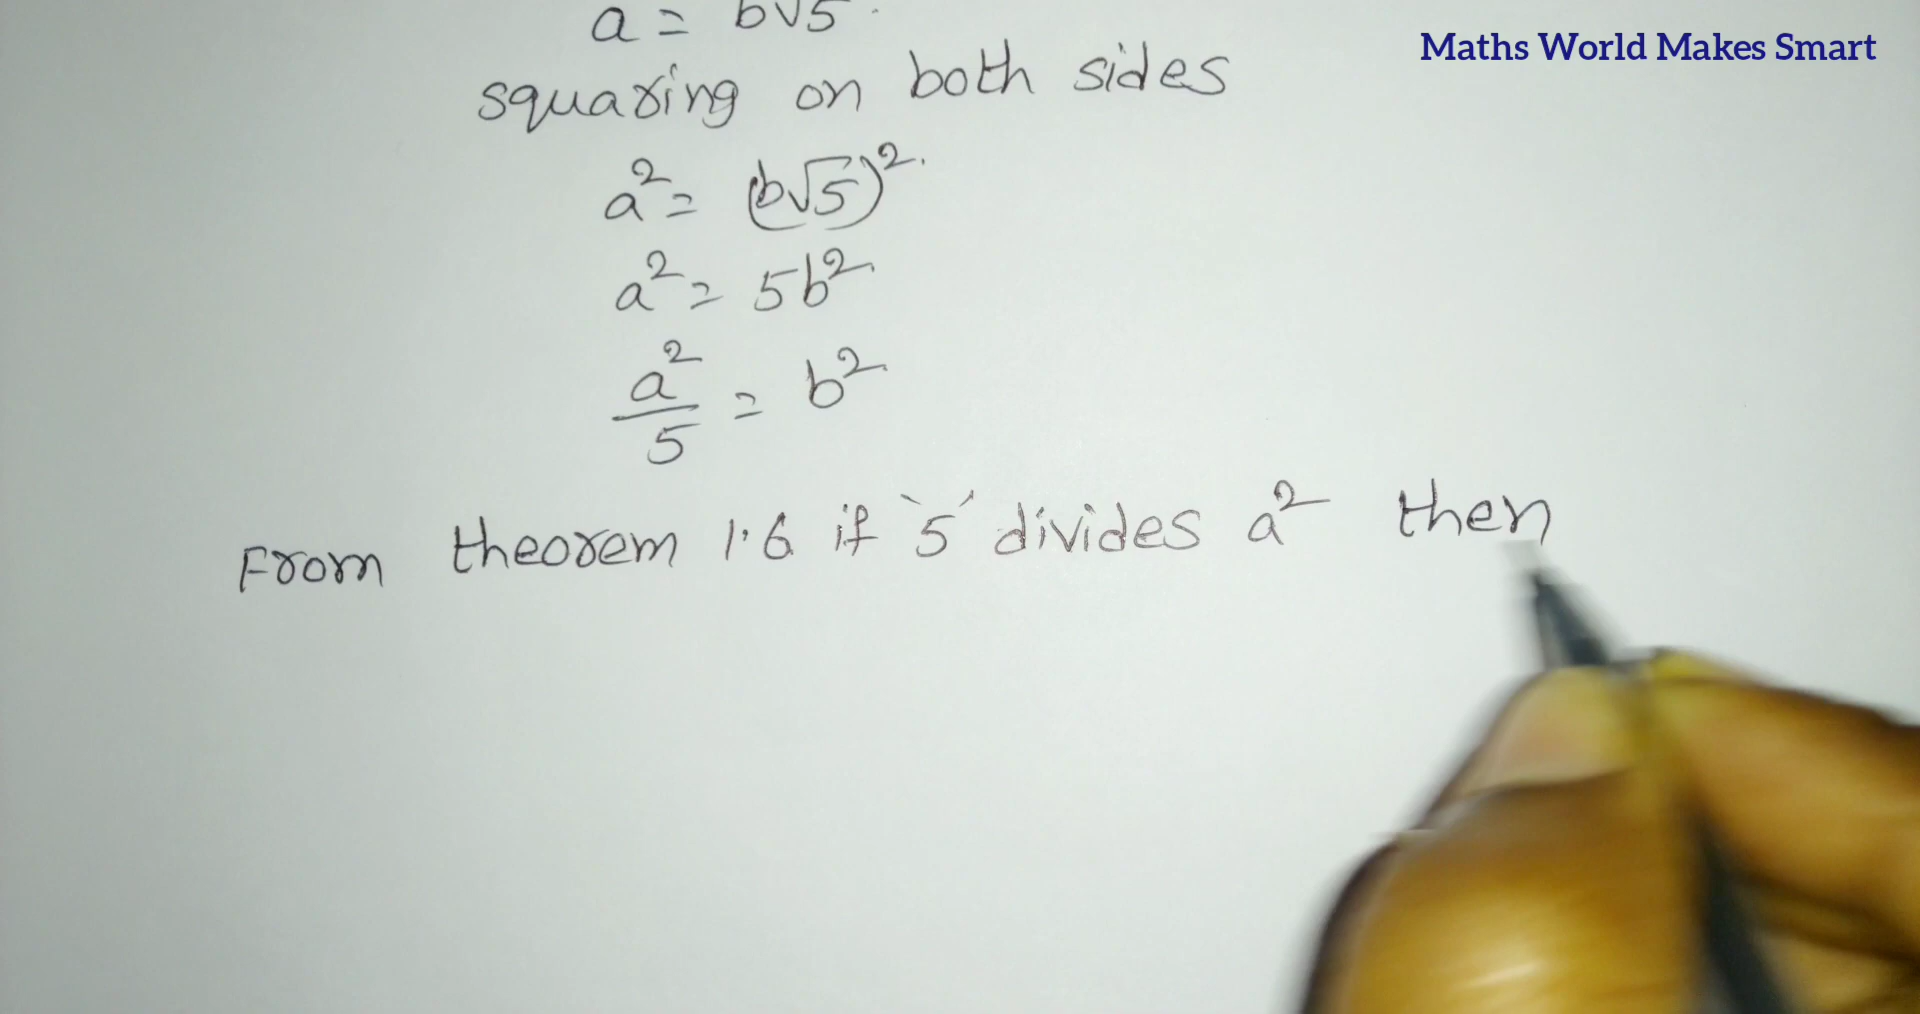 a = b√5.
Maths World Makes Smart
squaring on both sides
a² = (b√5)².
a² = 5b².
a²/5 = b².
From theorem 1.6 if '5' divides a² then